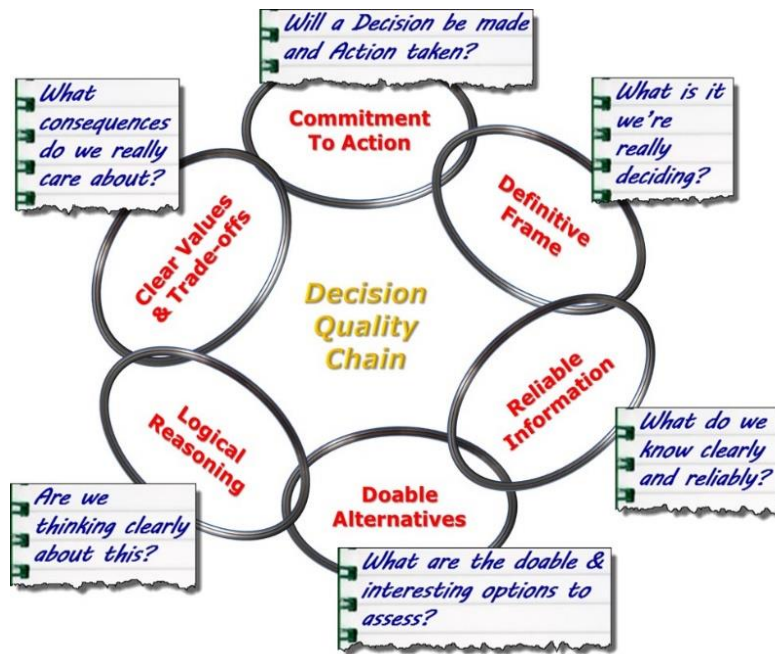 Will a Decision be made
and Action taken?
Commitment
To Action
What is it
we're
really
deciding?
Definitive
Frame
Reliable
Information
What do we
know clearly
and reliably?
Doable
Alternatives
What are the doable &
interesting options to
assess?
Logical
Reasoning
Are we
thinking clearly
about this?
Clear Values
& Trade-offs
What
consequences
do we really
care about?
Decision
Quality
Chain